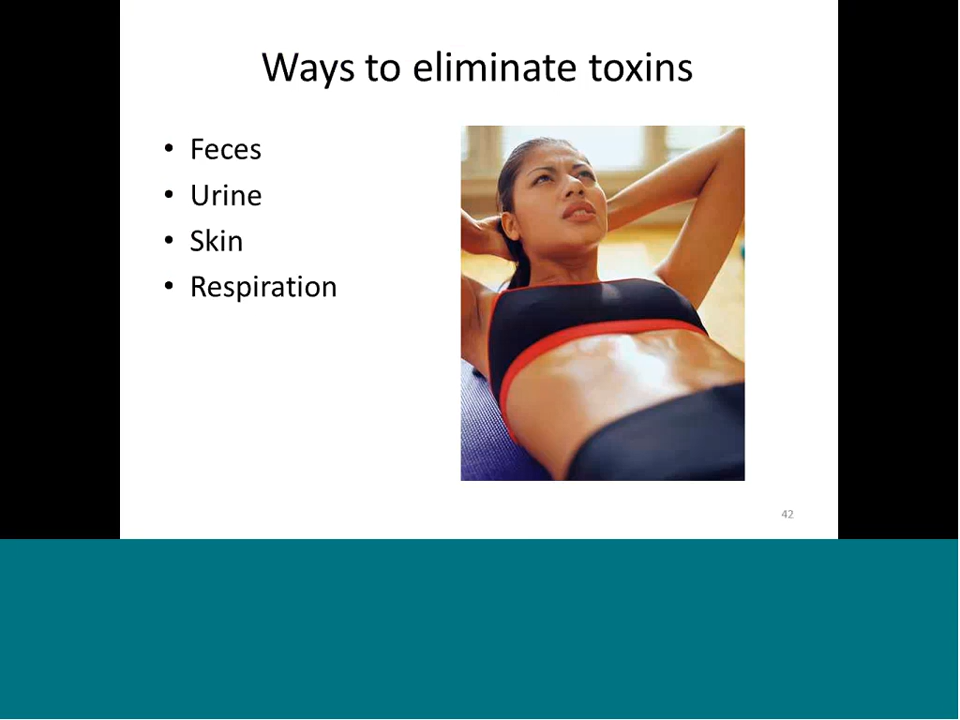 Ways to eliminate toxins
• Feces
• Urine
• Skin
• Respiration
42